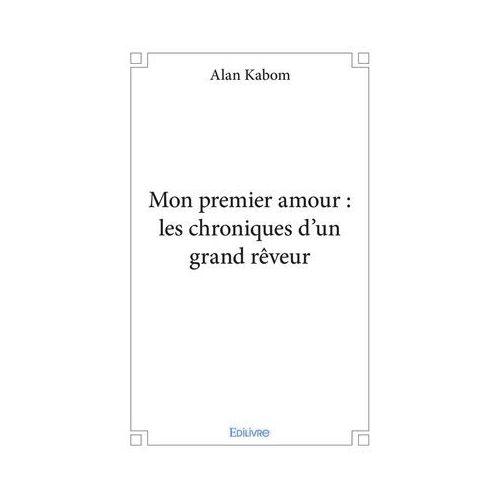 Alan Kabom
Mon premier amour :
les chroniques d’un
grand rêveur
EDILIVRE